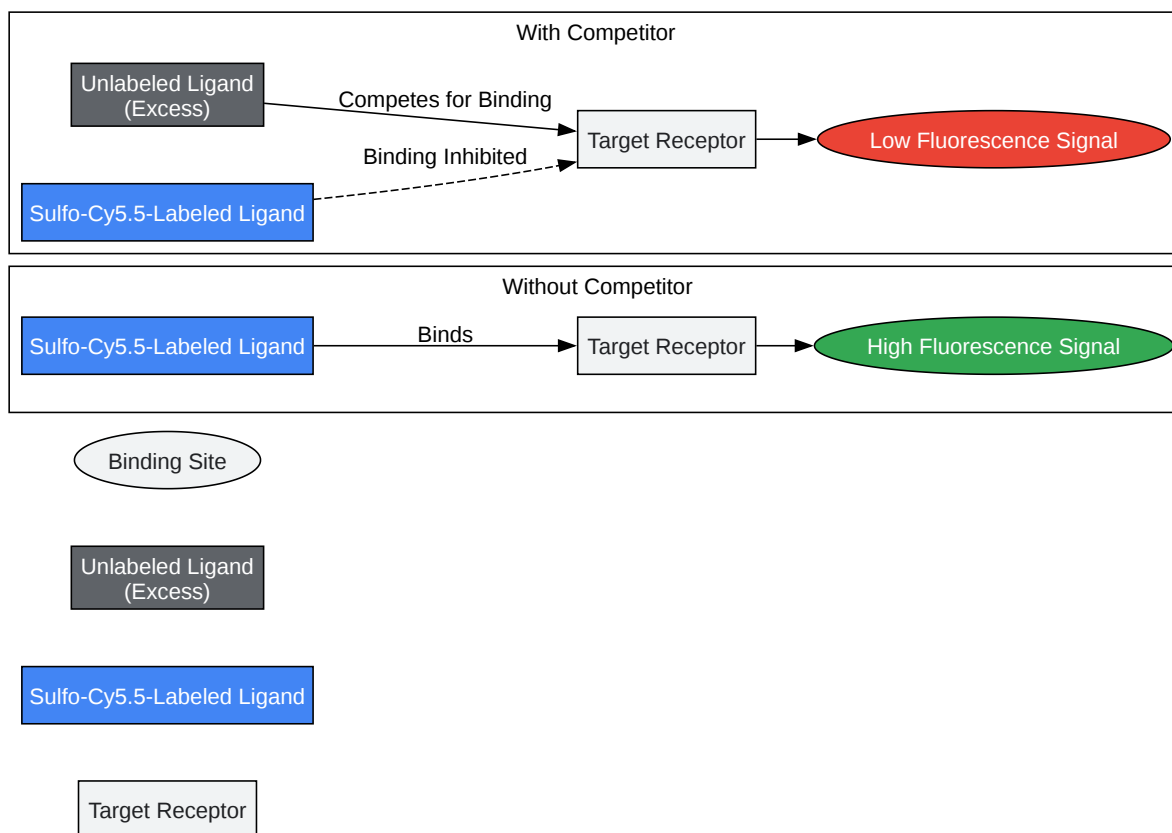 With Competitor
Unlabeled Ligand
(Excess)
Competes for Binding
Target Receptor
Low Fluorescence Signal
Binding Inhibited
Sulfo-Cy5.5-Labeled Ligand
Without Competitor
Sulfo-Cy5.5-Labeled Ligand
Binds
Target Receptor
High Fluorescence Signal
Binding Site
Unlabeled Ligand
(Excess)
Sulfo-Cy5.5-Labeled Ligand
Target Receptor